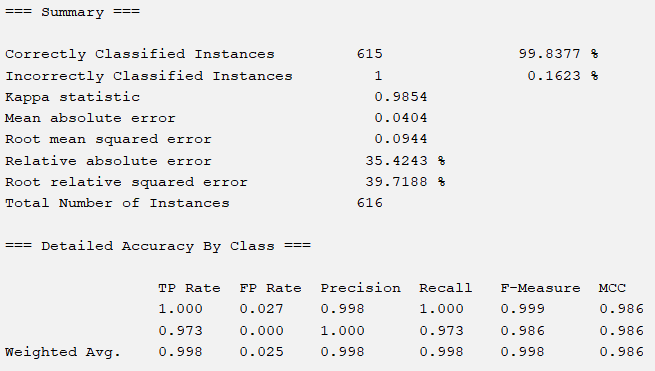 === Summary ===
Correctly Classified Instances 615 99.8377 %
Incorrectly Classified Instances 1 0.1623 %
Kappa statistic 0.9854
Mean absolute error 0.0404
Root mean squared error 0.0944
Relative absolute error 35.4243 %
Root relative squared error 39.7188 %
Total Number of Instances 616
=== Detailed Accuracy By Class ===
TP Rate FP Rate Precision Recall F-Measure MCC
1.000 0.027 0.998 1.000 0.999 0.986
0.973 0.000 1.000 0.973 0.986 0.986
Weighted Avg. 0.998 0.025 0.998 0.998 0.998 0.986